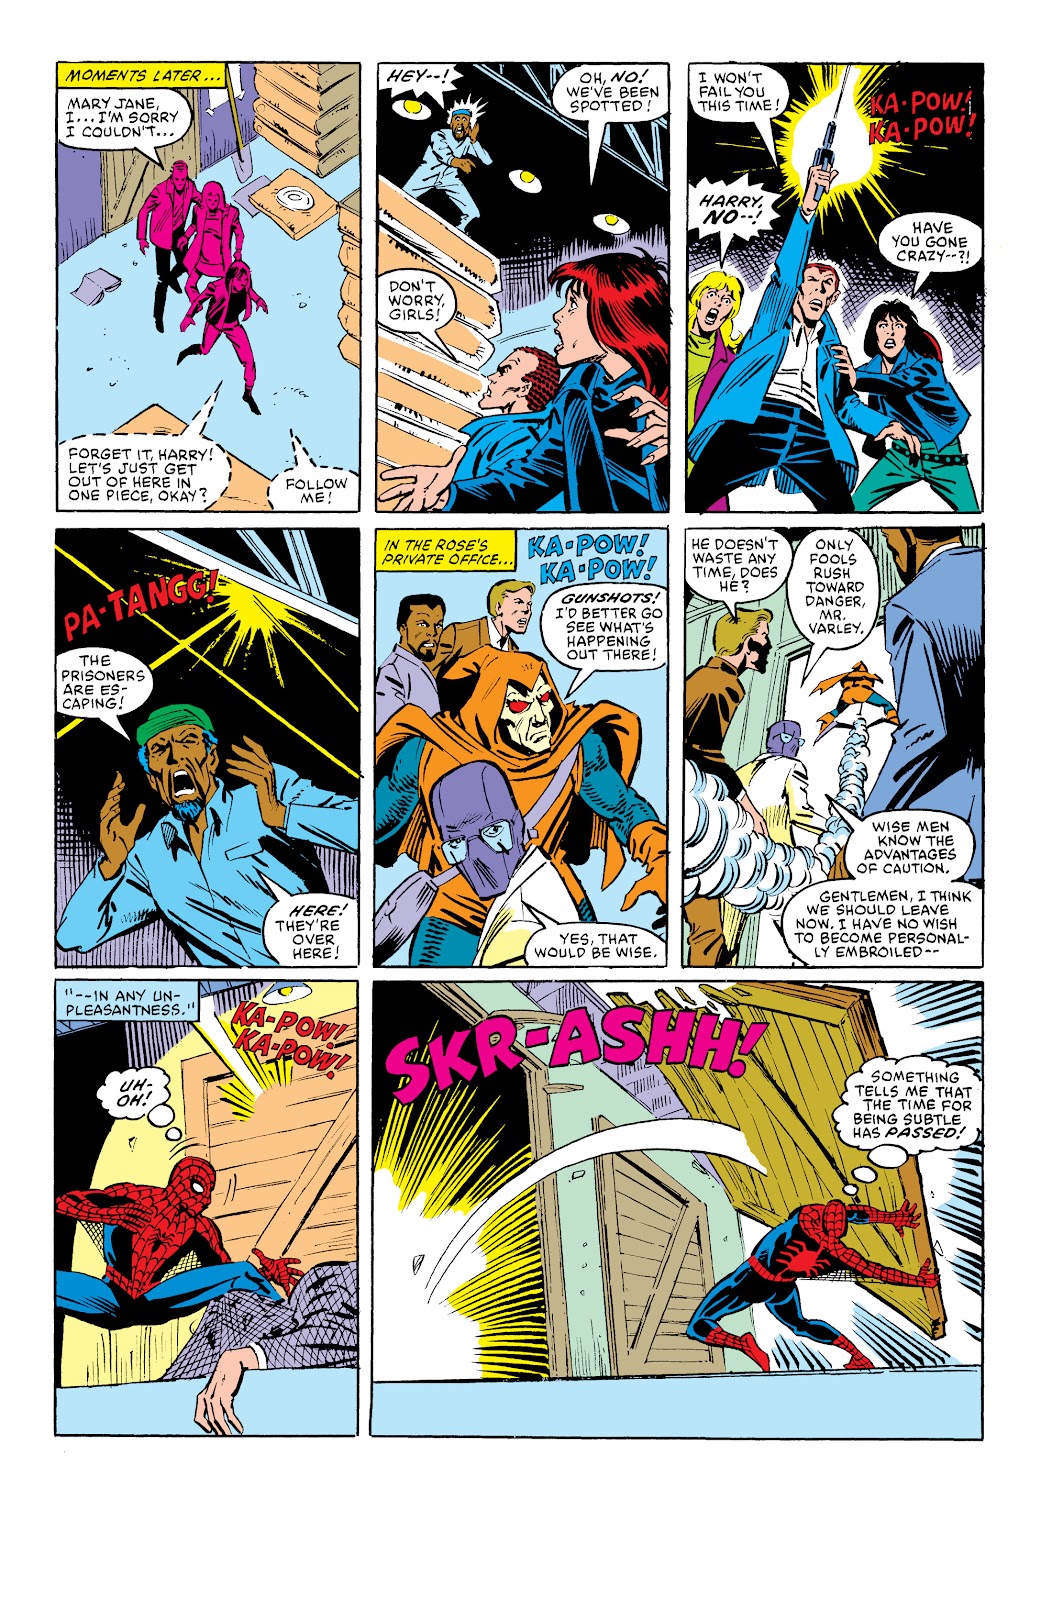 MOMENTS LATER...
MARY JANE,
I... I'M SORRY
I COULDN'T...
FORGET IT, HARRY!
LET'S JUST GET
OUT OF HERE IN
ONE PIECE, OKAY?
FOLLOW
ME!
HEY--!
OH, NO!
WE'VE BEEN
SPOTTED!
DON'T
WORRY,
GIRLS!
I WON'T
FAIL YOU
THIS TIME!
KA-POW!
KA-POW!
HARRY,
NO--!
HAVE
YOU GONE
CRAZY--?!
PA-TANGG!
THE
PRISONERS
ARE ES-
CAPING!
HERE!
THEY'RE
OVER
HERE!
IN THE ROSE'S
PRIVATE OFFICE...
KA-POW!
KA-POW!
GUNSHOTS!
I'D BETTER GO
SEE WHAT'S
HAPPENING
OUT THERE!
YES, THAT
WOULD BE WISE.
HE DOESN'T
WASTE ANY
TIME, DOES
HE?
ONLY
FOOLS
RUSH
TOWARD
DANGER,
MR.
VARLEY.
WISE MEN
KNOW THE
ADVANTAGES
OF CAUTION.
GENTLEMEN, I THINK
WE SHOULD LEAVE
NOW. I HAVE NO WISH
TO BECOME PERSONAL-
LY EMBROILED--
"--IN ANY UN-
PLEASANTNESS."
KA-POW!
KA-POW!
UH-
OH!
SKR-ASHH!
SOMETHING
TELLS ME THAT
THE TIME FOR
BEING SUBTLE
HAS PASSED!